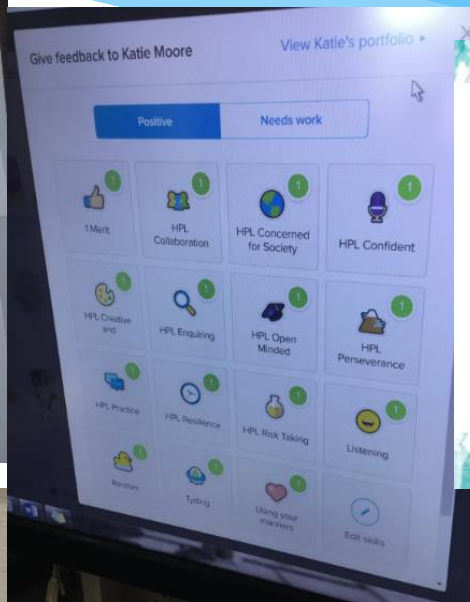 Give feedback to Katie Moore
View Katie's portfolio
Positive
Needs work
1
1
1
1
1 Merit
HPL
Collaboration
HPL Concerned
for Society
HPL Confident
1
1
1
1
HPL Creative
and
HPL Enquiring
HPL Open
Minded
HPL
Perseverance
1
1
1
1
HPL Practice
HPL Resilience
HPL Risk Taking
Listening
1
1
1
Tyding
Using your
manners
Edit skills